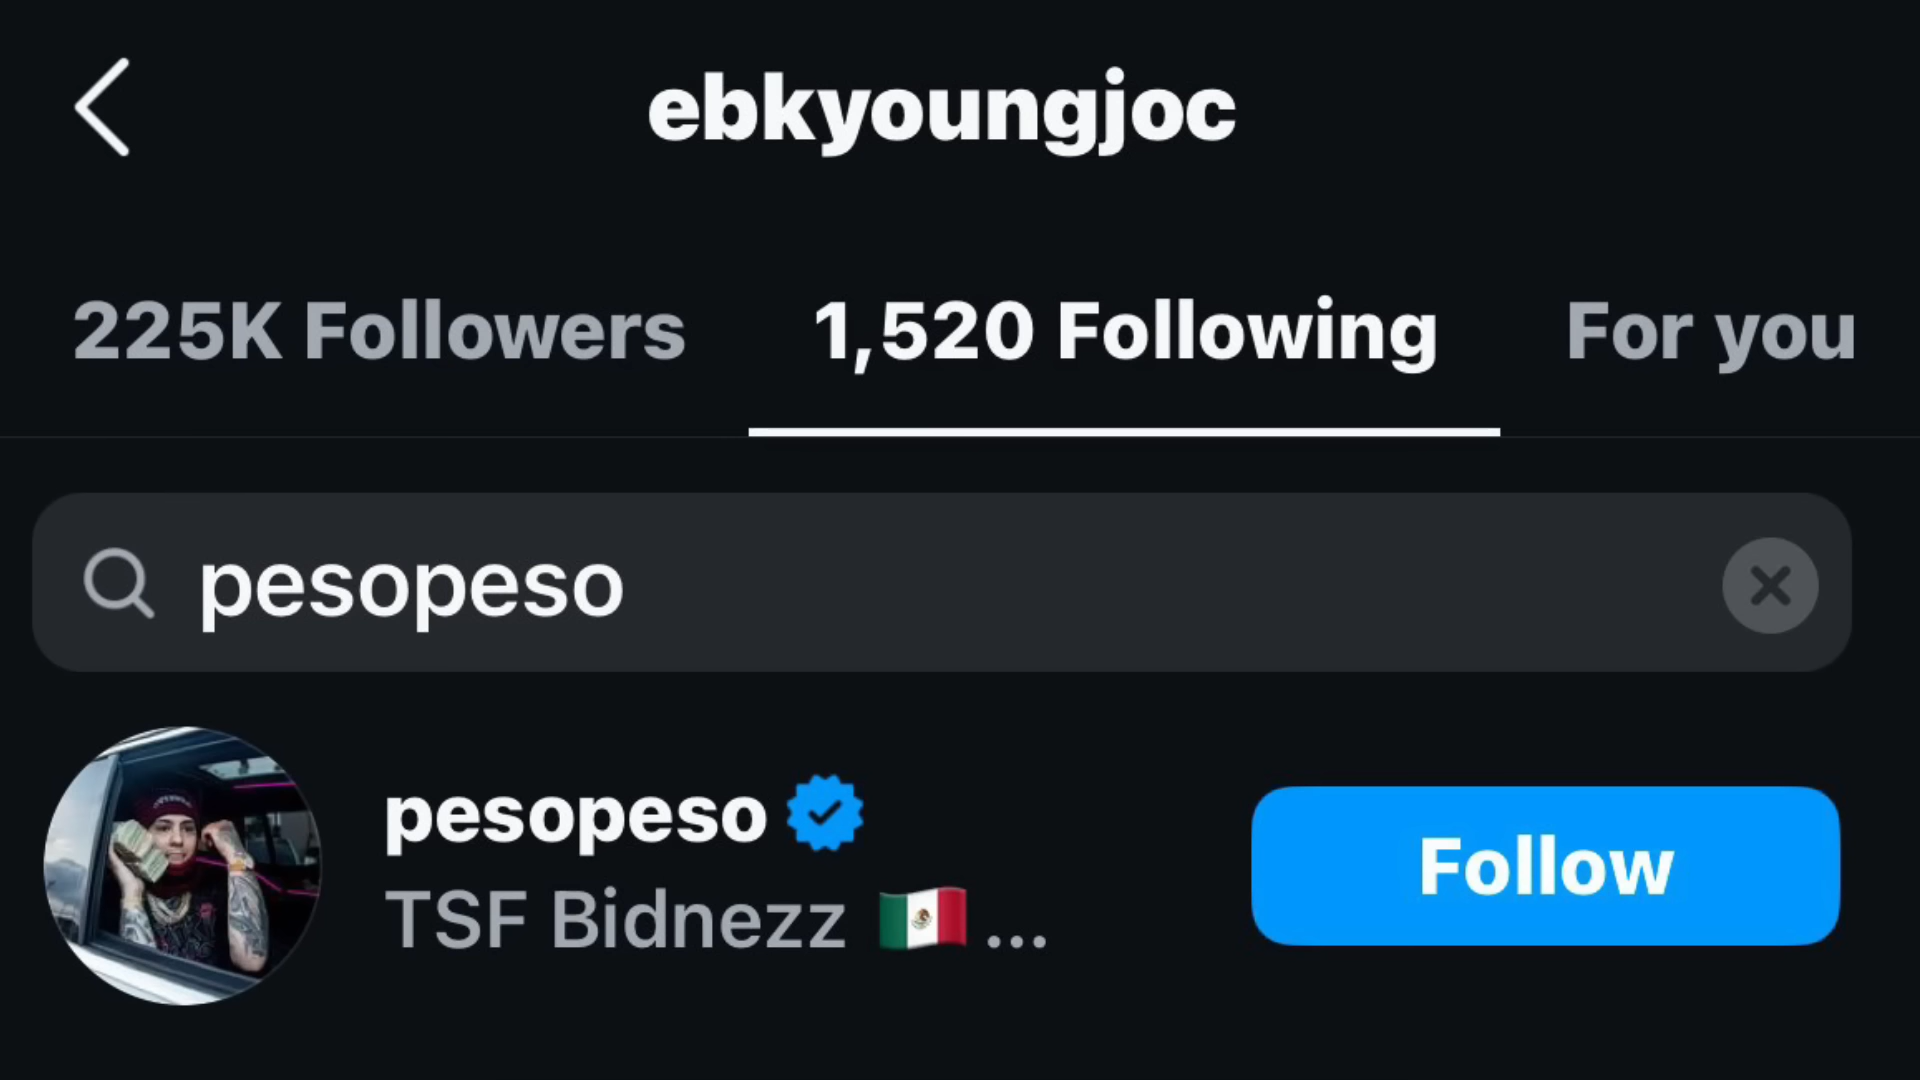 ebkyoungjoc
225K Followers 1,520 Following For you
pesopeso
pesopeso
TSF Bidnezz 🇲🇽 ...
Follow